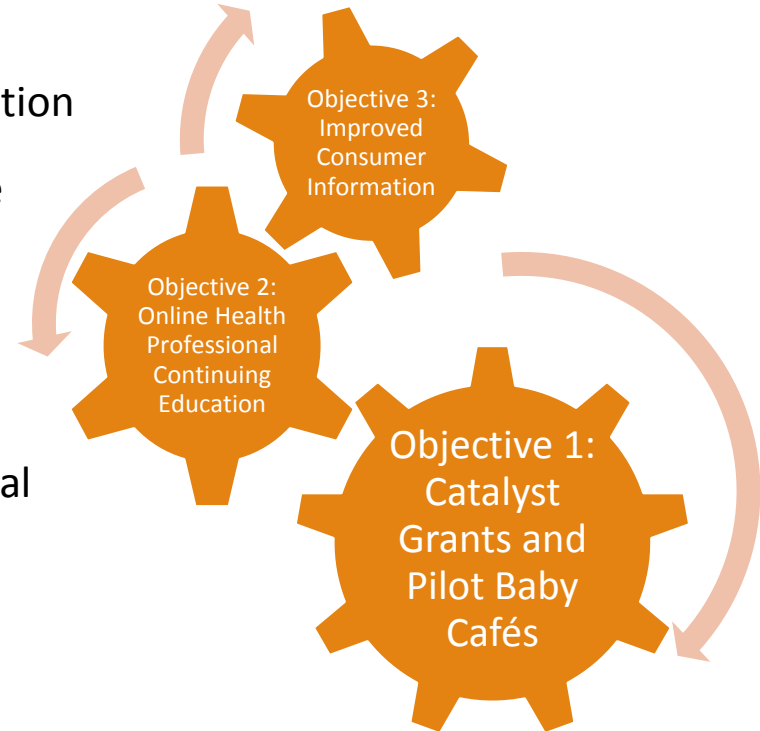 Objective 3:
Improved
Consumer
Information
Objective 2:
Online Health
Professional
Continuing
Education
Objective 1:
Catalyst
Grants and
Pilot Baby
Cafés